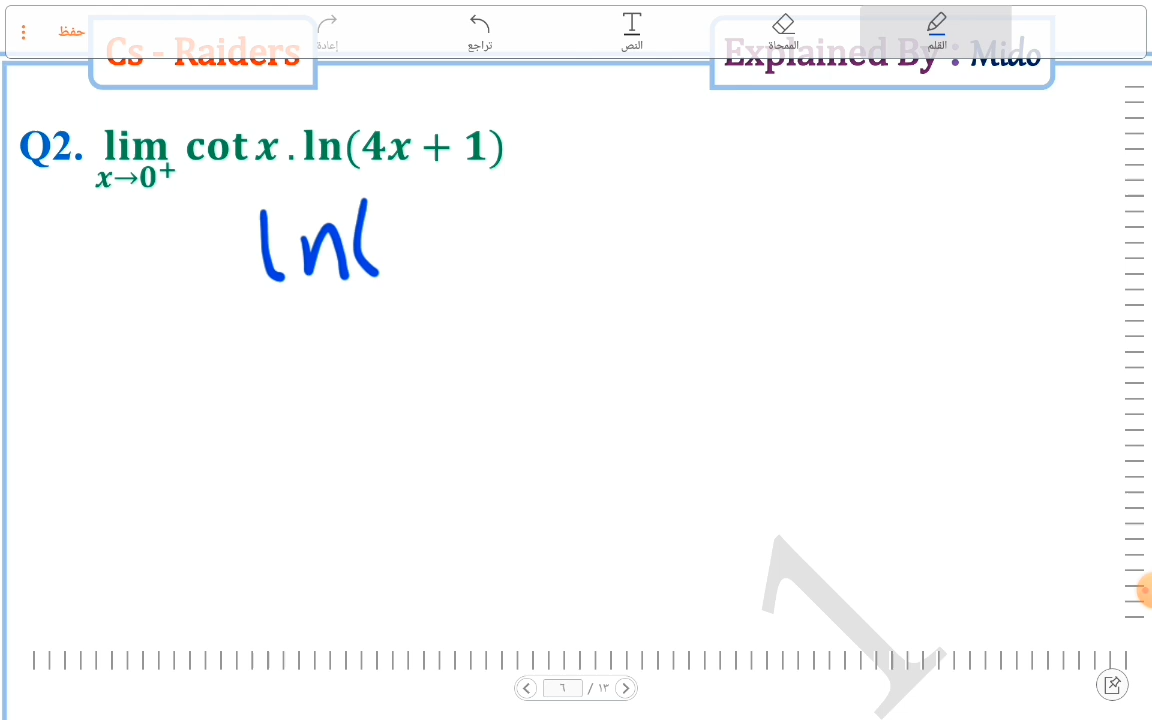 حفظ إعادة تراجع النص الممحاة القلم
Cs - Raiders Explained By : Mido
Q2. lim x→0⁺ cot x . ln(4x + 1)
ln(
1
٦ / ١٣